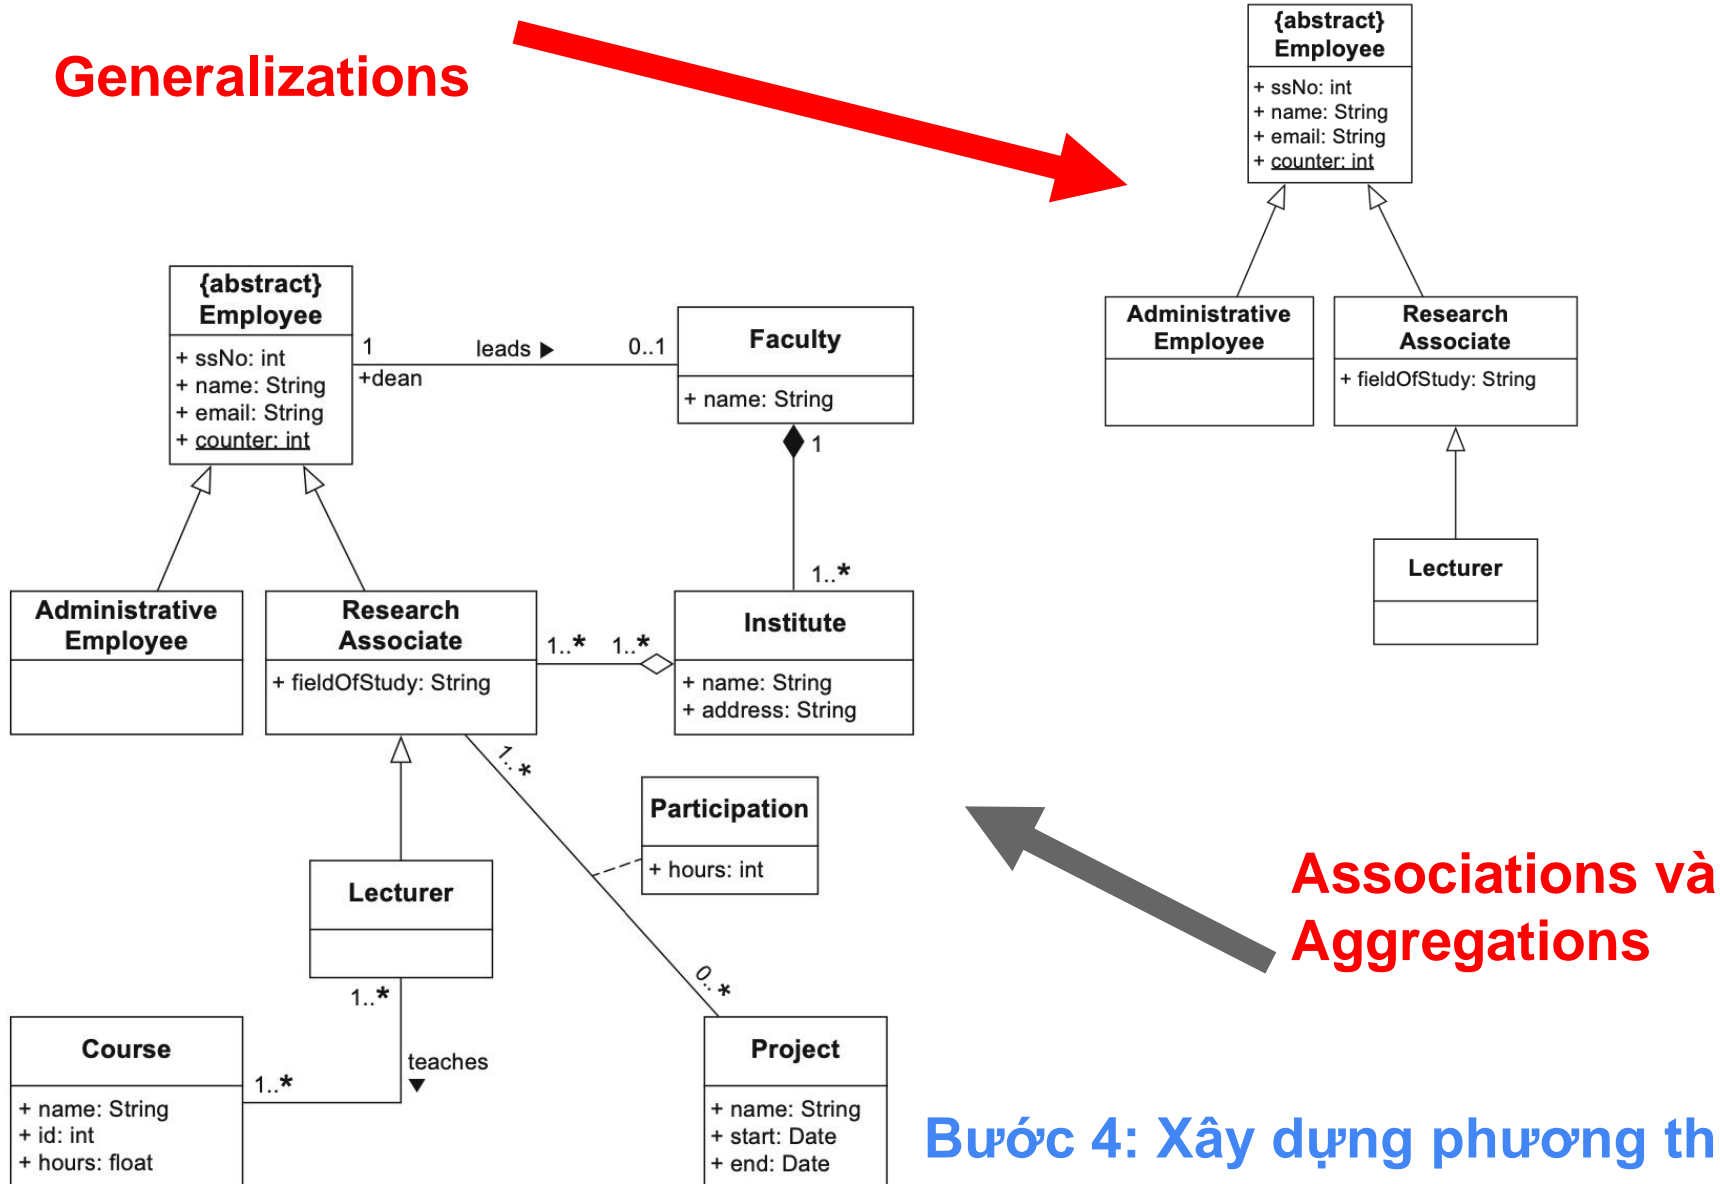 Generalizations
{abstract}
Employee
+ ssNo: int
+ name: String
+ email: String
+ counter: int
Administrative
Employee
Research
Associate
+ fieldOfStudy: String
Lecturer
{abstract}
Employee
+ ssNo: int
+ name: String
+ email: String
+ counter: int
1
+dean
leads ▶
0..1
Faculty
+ name: String
1
1..*
Administrative
Employee
Research
Associate
+ fieldOfStudy: String
1..*
1..*
Institute
+ name: String
+ address: String
1..*
Participation
+ hours: int
0..*
Lecturer
1..*
teaches
▼
1..*
Course
+ name: String
+ id: int
+ hours: float
Project
+ name: String
+ start: Date
+ end: Date
Associations và
Aggregations
Bước 4: Xây dựng phương th